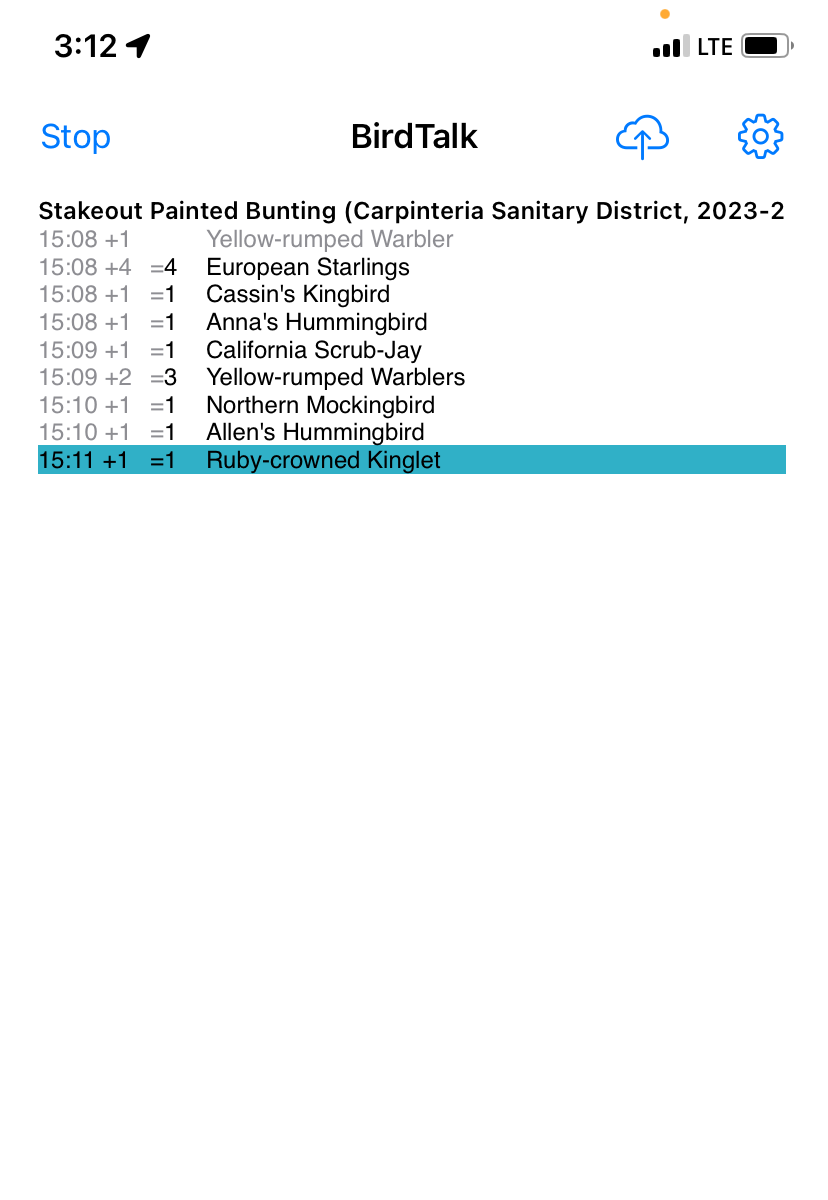 3:12 LTE
Stop BirdTalk
Stakeout Painted Bunting (Carpinteria Sanitary District, 2023-2
15:08 +1 Yellow-rumped Warbler
15:08 +4 =4 European Starlings
15:08 +1 =1 Cassin's Kingbird
15:08 +1 =1 Anna's Hummingbird
15:09 +1 =1 California Scrub-Jay
15:09 +2 =3 Yellow-rumped Warblers
15:10 +1 =1 Northern Mockingbird
15:10 +1 =1 Allen's Hummingbird
15:11 +1 =1 Ruby-crowned Kinglet